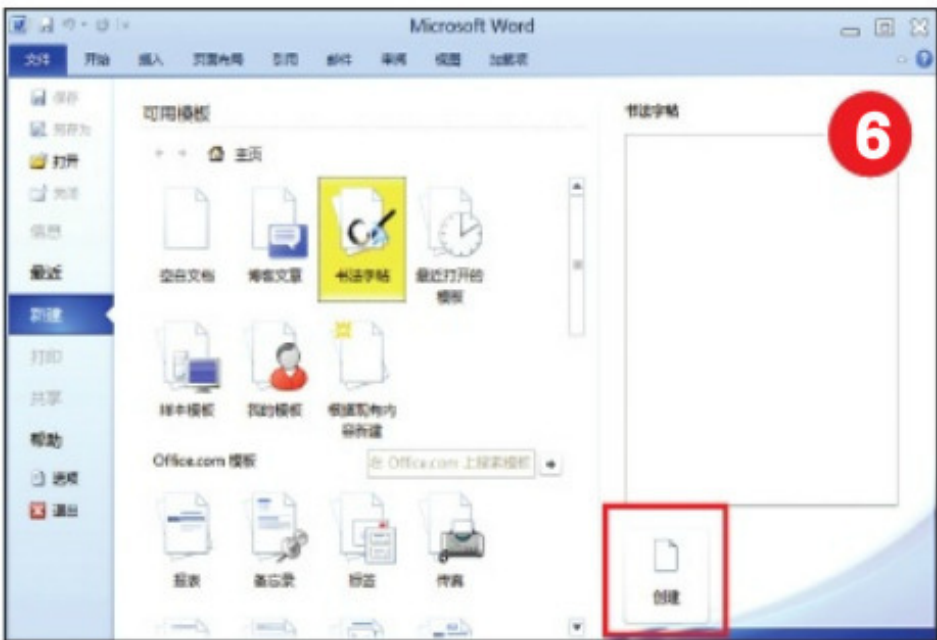 Microsoft Word
文件 开始 插入 页面布局 引用 邮件 审阅 视图 加载项
保存
另存为
打开
关闭
信息
最近
新建
打印
共享
帮助
选项
退出
可用模板
主页
空白文档 博客文章 书法字帖 最近打开的
模板
样本模板 我的模板 根据现有内
容新建
Office.com 模板 在 Office.com 上搜索模板
报表 备忘录 标签 传真
书法字帖
6
创建